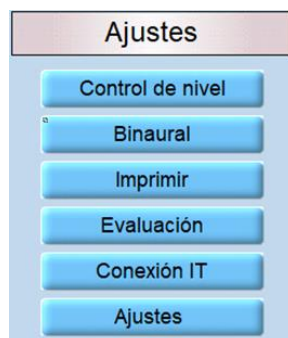 Ajustes
Control de nivel
Binaural
Imprimir
Evaluación
Conexión IT
Ajustes